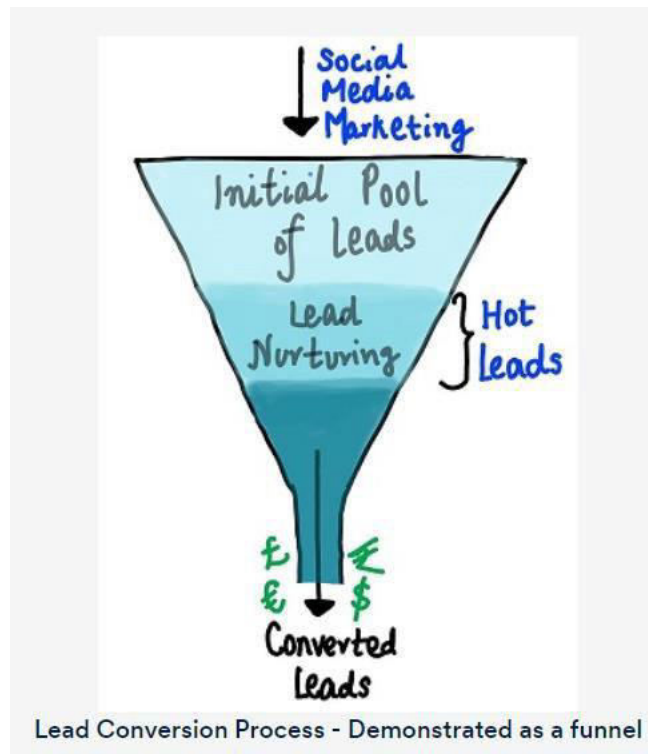 Social
Media
Marketing
Initial Pool
of Leads
Lead
Nurturing
Hot
Leads
£ ₹
€ $
Converted
Leads
Lead Conversion Process - Demonstrated as a funnel